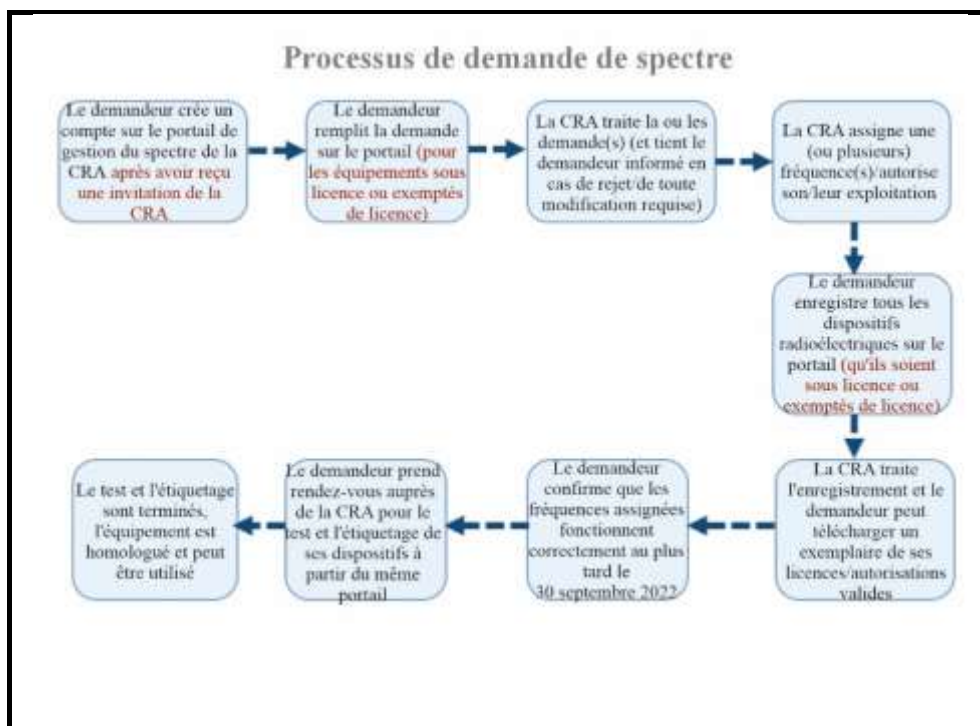 Processus de demande de spectre
Le demandeur crée un
compte sur le portail de
gestion du spectre de la
CRA après avoir reçu
une invitation de la
CRA
Le demandeur
remplit la demande
sur le portail (pour
les équipements sous
licence ou exemptés
de licence)
La CRA traite la ou les
demande(s) (et tient le
demandeur informé en
cas de rejet/de toute
modification requise)
La CRA assigne une
(ou plusieurs)
fréquence(s)/autorise
son/leur exploitation
Le demandeur
enregistre tous les
dispositifs
radioélectriques sur le
portail (qu'ils soient
sous licence ou
exemptés de licence)
La CRA traite
l'enregistrement et le
demandeur peut
télécharger un
exemplaire de ses
licences/autorisations
valides
Le demandeur
confirme que les
fréquences assignées
fonctionnent
correctement au plus
tard le
30 septembre 2022
Le demandeur prend
rendez-vous auprès
de la CRA pour le
test et l'étiquetage de
ses dispositifs à
partir du même
portail
Le test et l'étiquetage
sont terminés,
l'équipement est
homologué et peut
être utilisé